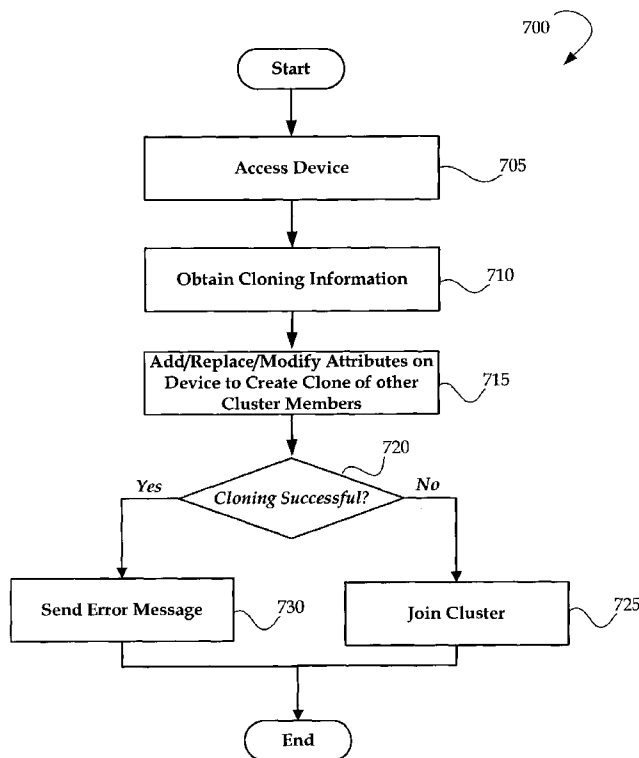 700
Start
Access Device
705
Obtain Cloning Information
710
Add/Replace/Modify Attributes on
Device to Create Clone of other
Cluster Members
715
720
Yes
Cloning Successful?
No
Send Error Message
730
Join Cluster
725
End